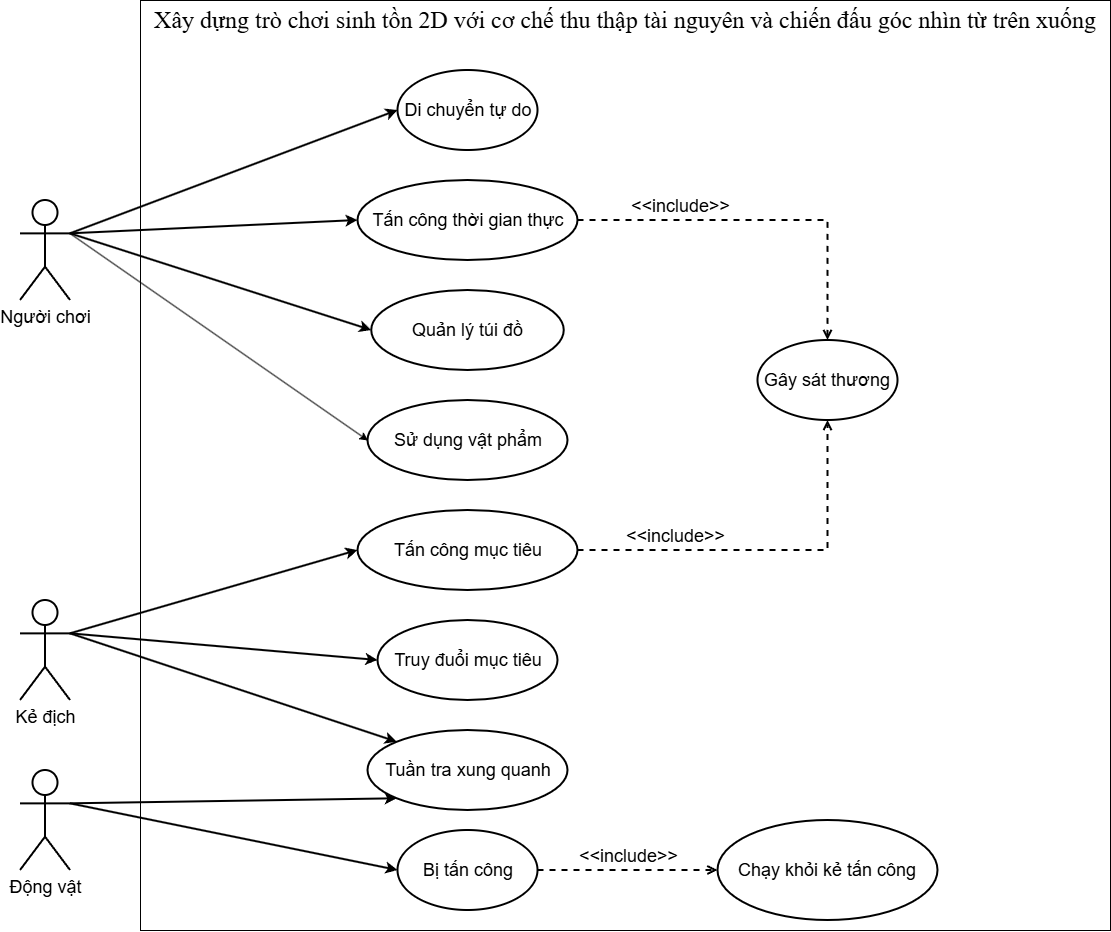 Xây dựng trò chơi sinh tồn 2D với cơ chế thu thập tài nguyên và chiến đấu góc nhìn từ trên xuống
Di chuyển tự do
Tấn công thời gian thực
<<include>>
Người chơi
Quản lý túi đồ
Gây sát thương
Sử dụng vật phẩm
Tấn công mục tiêu
<<include>>
Truy đuổi mục tiêu
Kẻ địch
Tuần tra xung quanh
Động vật
Bị tấn công
<<include>>
Chạy khỏi kẻ tấn công